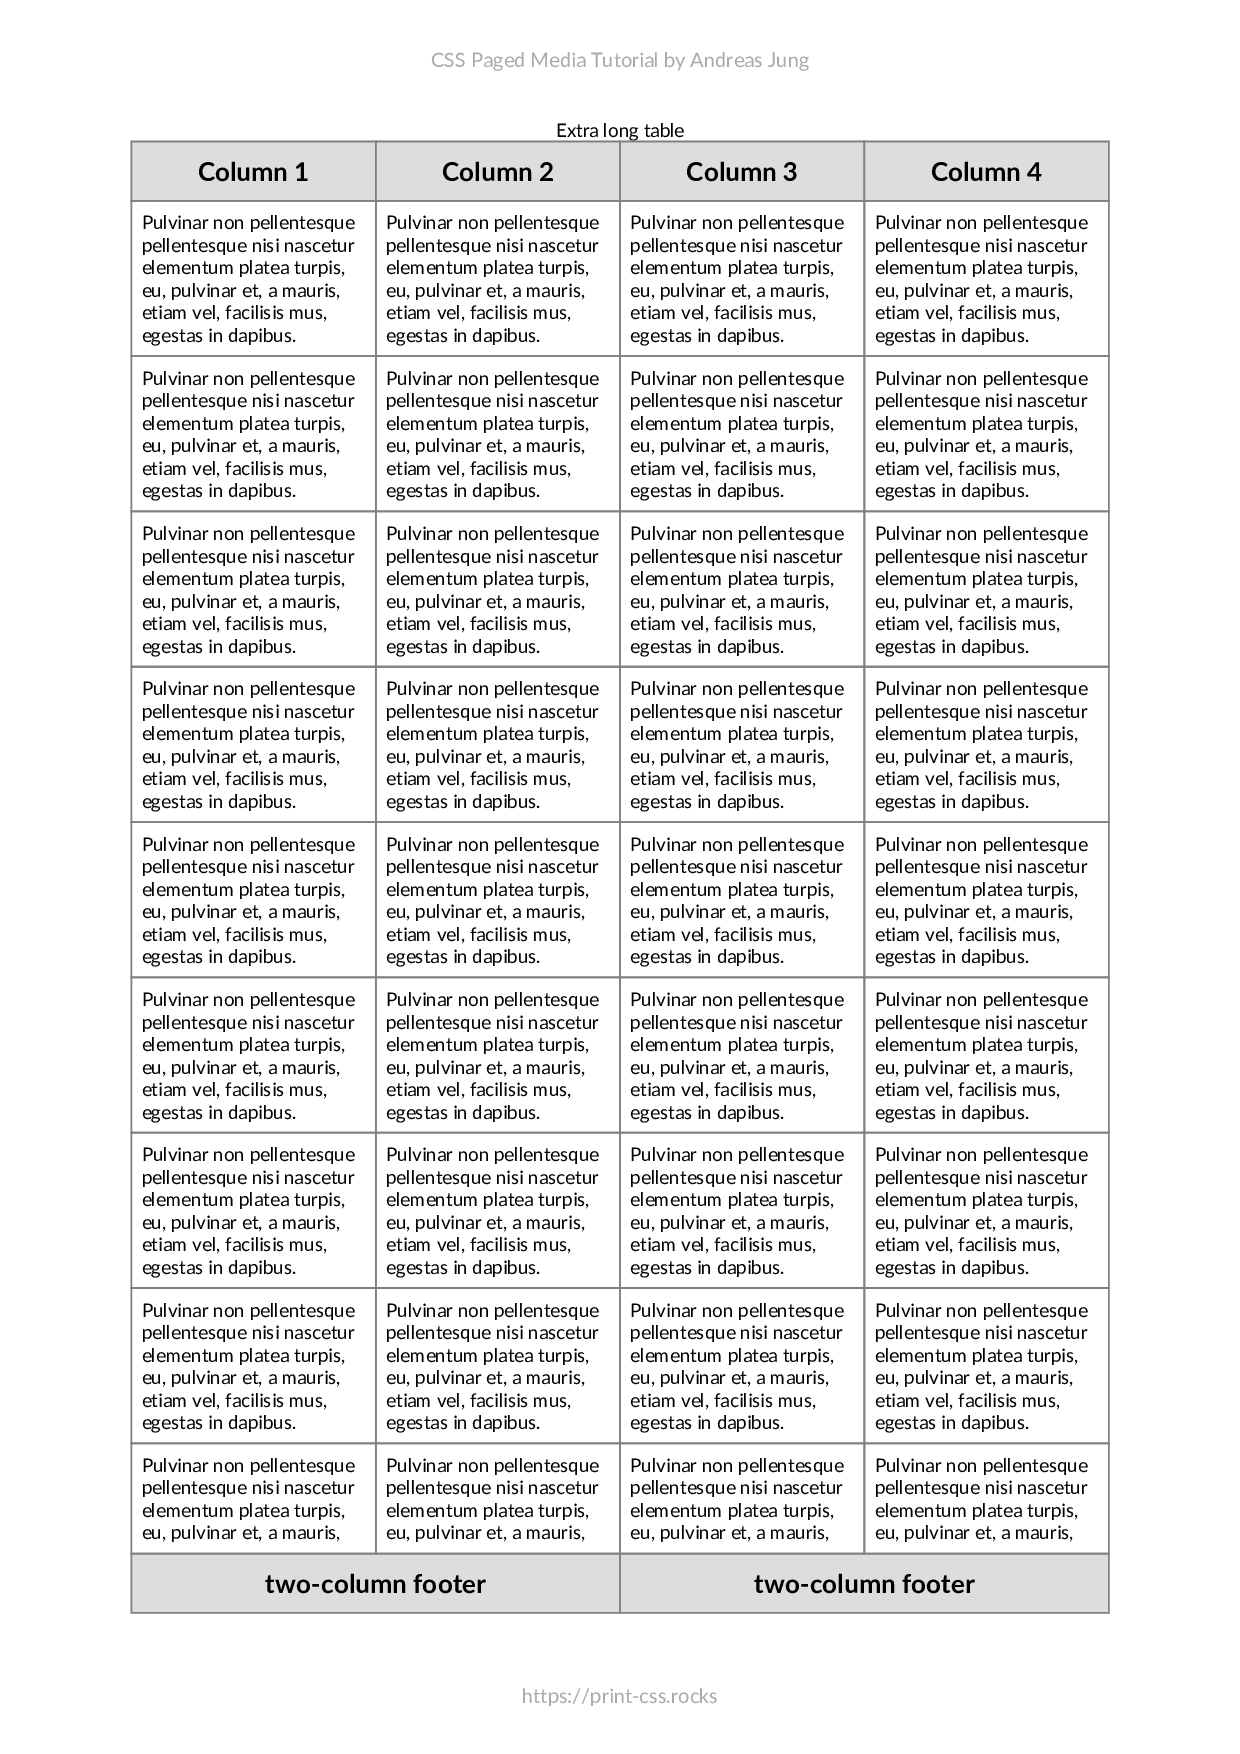 CSS Paged Media Tutorial by Andreas Jung
Extra long table
Column 1 Column 2 Column 3 Column 4
Pulvinar non pellentesque Pulvinar non pellentesque Pulvinar non pellentesque Pulvinar non pellentesque
pellentesque nisi nascetur pellentesque nisi nascetur pellentesque nisi nascetur pellentesque nisi nascetur
elementum platea turpis, elementum platea turpis, elementum platea turpis, elementum platea turpis,
eu, pulvinar et, a mauris, eu, pulvinar et, a mauris, eu, pulvinar et, a mauris, eu, pulvinar et, a mauris,
etiam vel, facilisis mus, etiam vel, facilisis mus, etiam vel, facilisis mus, etiam vel, facilisis mus,
egestas in dapibus. egestas in dapibus. egestas in dapibus. egestas in dapibus.
Pulvinar non pellentesque Pulvinar non pellentesque Pulvinar non pellentesque Pulvinar non pellentesque
pellentesque nisi nascetur pellentesque nisi nascetur pellentesque nisi nascetur pellentesque nisi nascetur
elementum platea turpis, elementum platea turpis, elementum platea turpis, elementum platea turpis,
eu, pulvinar et, a mauris, eu, pulvinar et, a mauris, eu, pulvinar et, a mauris, eu, pulvinar et, a mauris,
etiam vel, facilisis mus, etiam vel, facilisis mus, etiam vel, facilisis mus, etiam vel, facilisis mus,
egestas in dapibus. egestas in dapibus. egestas in dapibus. egestas in dapibus.
Pulvinar non pellentesque Pulvinar non pellentesque Pulvinar non pellentesque Pulvinar non pellentesque
pellentesque nisi nascetur pellentesque nisi nascetur pellentesque nisi nascetur pellentesque nisi nascetur
elementum platea turpis, elementum platea turpis, elementum platea turpis, elementum platea turpis,
eu, pulvinar et, a mauris, eu, pulvinar et, a mauris, eu, pulvinar et, a mauris, eu, pulvinar et, a mauris,
etiam vel, facilisis mus, etiam vel, facilisis mus, etiam vel, facilisis mus, etiam vel, facilisis mus,
egestas in dapibus. egestas in dapibus. egestas in dapibus. egestas in dapibus.
Pulvinar non pellentesque Pulvinar non pellentesque Pulvinar non pellentesque Pulvinar non pellentesque
pellentesque nisi nascetur pellentesque nisi nascetur pellentesque nisi nascetur pellentesque nisi nascetur
elementum platea turpis, elementum platea turpis, elementum platea turpis, elementum platea turpis,
eu, pulvinar et, a mauris, eu, pulvinar et, a mauris, eu, pulvinar et, a mauris, eu, pulvinar et, a mauris,
etiam vel, facilisis mus, etiam vel, facilisis mus, etiam vel, facilisis mus, etiam vel, facilisis mus,
egestas in dapibus. egestas in dapibus. egestas in dapibus. egestas in dapibus.
Pulvinar non pellentesque Pulvinar non pellentesque Pulvinar non pellentesque Pulvinar non pellentesque
pellentesque nisi nascetur pellentesque nisi nascetur pellentesque nisi nascetur pellentesque nisi nascetur
elementum platea turpis, elementum platea turpis, elementum platea turpis, elementum platea turpis,
eu, pulvinar et, a mauris, eu, pulvinar et, a mauris, eu, pulvinar et, a mauris, eu, pulvinar et, a mauris,
etiam vel, facilisis mus, etiam vel, facilisis mus, etiam vel, facilisis mus, etiam vel, facilisis mus,
egestas in dapibus. egestas in dapibus. egestas in dapibus. egestas in dapibus.
Pulvinar non pellentesque Pulvinar non pellentesque Pulvinar non pellentesque Pulvinar non pellentesque
pellentesque nisi nascetur pellentesque nisi nascetur pellentesque nisi nascetur pellentesque nisi nascetur
elementum platea turpis, elementum platea turpis, elementum platea turpis, elementum platea turpis,
eu, pulvinar et, a mauris, eu, pulvinar et, a mauris, eu, pulvinar et, a mauris, eu, pulvinar et, a mauris,
etiam vel, facilisis mus, etiam vel, facilisis mus, etiam vel, facilisis mus, etiam vel, facilisis mus,
egestas in dapibus. egestas in dapibus. egestas in dapibus. egestas in dapibus.
Pulvinar non pellentesque Pulvinar non pellentesque Pulvinar non pellentesque Pulvinar non pellentesque
pellentesque nisi nascetur pellentesque nisi nascetur pellentesque nisi nascetur pellentesque nisi nascetur
elementum platea turpis, elementum platea turpis, elementum platea turpis, elementum platea turpis,
eu, pulvinar et, a mauris, eu, pulvinar et, a mauris, eu, pulvinar et, a mauris, eu, pulvinar et, a mauris,
etiam vel, facilisis mus, etiam vel, facilisis mus, etiam vel, facilisis mus, etiam vel, facilisis mus,
egestas in dapibus. egestas in dapibus. egestas in dapibus. egestas in dapibus.
Pulvinar non pellentesque Pulvinar non pellentesque Pulvinar non pellentesque Pulvinar non pellentesque
pellentesque nisi nascetur pellentesque nisi nascetur pellentesque nisi nascetur pellentesque nisi nascetur
elementum platea turpis, elementum platea turpis, elementum platea turpis, elementum platea turpis,
eu, pulvinar et, a mauris, eu, pulvinar et, a mauris, eu, pulvinar et, a mauris, eu, pulvinar et, a mauris,
etiam vel, facilisis mus, etiam vel, facilisis mus, etiam vel, facilisis mus, etiam vel, facilisis mus,
egestas in dapibus. egestas in dapibus. egestas in dapibus. egestas in dapibus.
Pulvinar non pellentesque Pulvinar non pellentesque Pulvinar non pellentesque Pulvinar non pellentesque
pellentesque nisi nascetur pellentesque nisi nascetur pellentesque nisi nascetur pellentesque nisi nascetur
elementum platea turpis, elementum platea turpis, elementum platea turpis, elementum platea turpis,
eu, pulvinar et, a mauris, eu, pulvinar et, a mauris, eu, pulvinar et, a mauris, eu, pulvinar et, a mauris,
two-column footer two-column footer
https://print-css.rocks